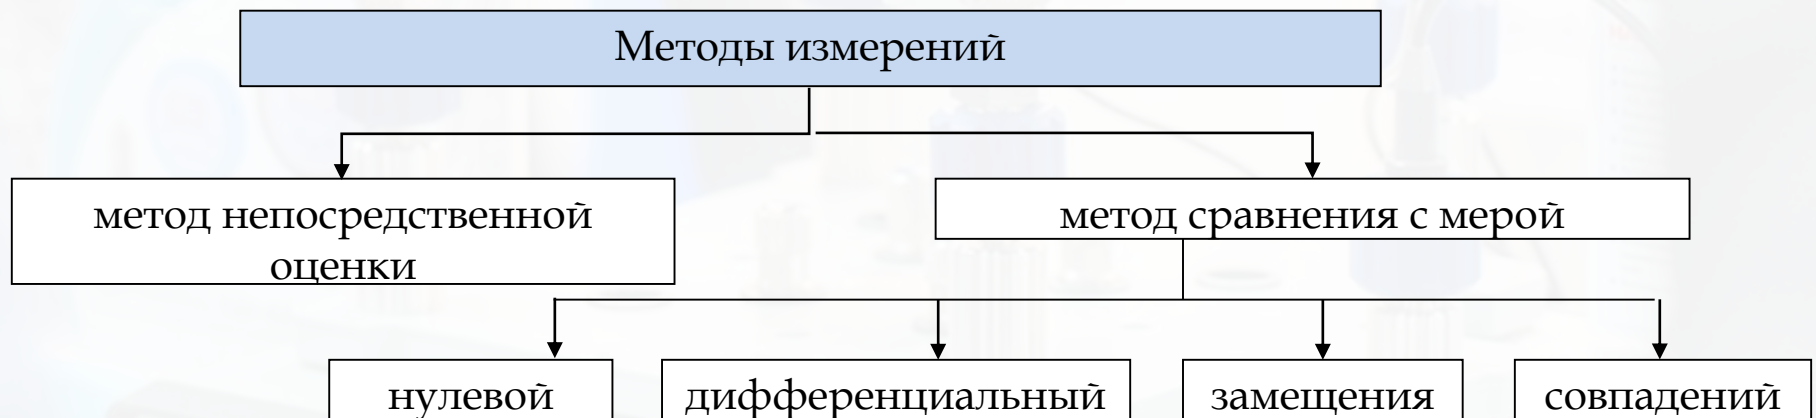 Методы измерений
метод непосредственной
оценки
метод сравнения с мерой
нулевой
дифференциальный
замещения
совпадений